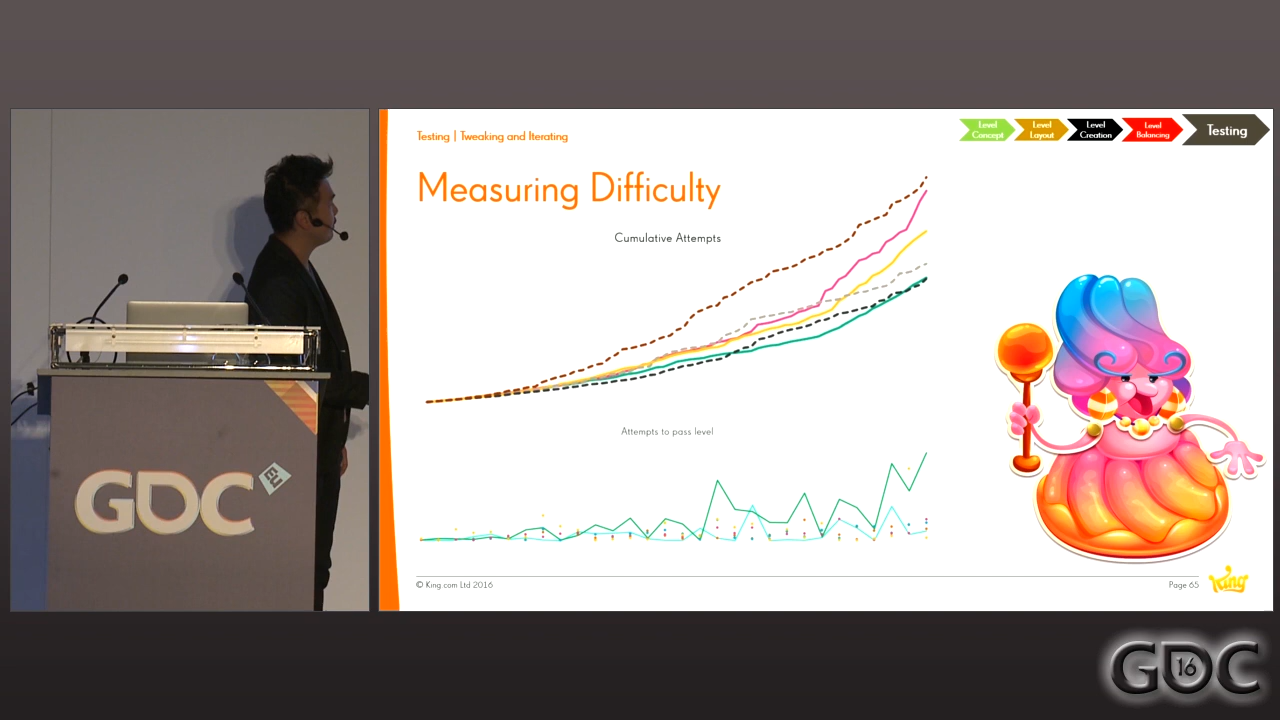 Testing | Tweaking and Iterating
Level
Concept
Level
Layout
Level
Creation
Level
Balancing
Testing
Measuring Difficulty
Cumulative Attempts
Attempts to pass level
© King.com Ltd 2016
Page 65
King
GDC
EU
GDC
16